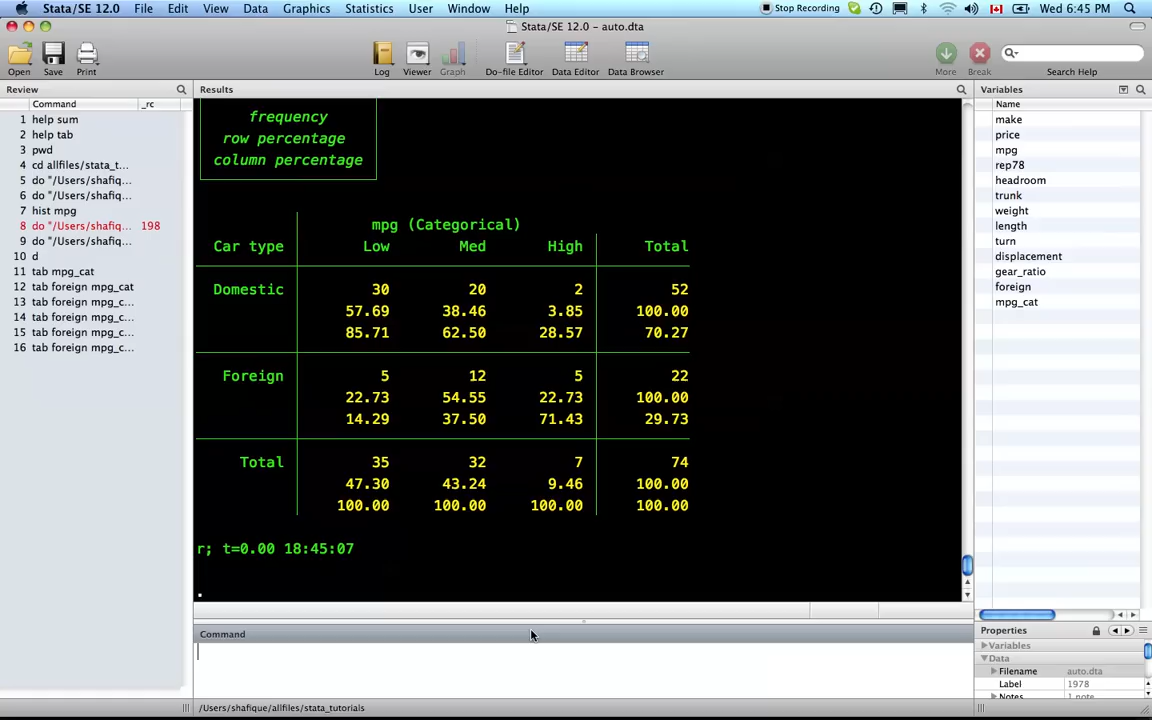 Stata/SE 12.0 File Edit View Data Graphics Statistics User Window Help Stop Recording Wed 6:45 PM
Stata/SE 12.0 - auto.dta
Open Save Print Log Viewer Graph Do-file Editor Data Editor Data Browser More Break Search Help
Review
Command _rc
1 help sum
2 help tab
3 pwd
4 cd allfiles/stata_t...
5 do "/Users/shafiq...
6 do "/Users/shafiq...
7 hist mpg
8 do "/Users/shafiq... 198
9 do "/Users/shafiq...
10 d
11 tab mpg_cat
12 tab foreign mpg_cat
13 tab foreign mpg_c...
14 tab foreign mpg_c...
15 tab foreign mpg_c...
16 tab foreign mpg_c...
Results
frequency
row percentage
column percentage
mpg (Categorical)
Car type Low Med High Total
Domestic 30 20 2 52
57.69 38.46 3.85 100.00
85.71 62.50 28.57 70.27
Foreign 5 12 5 22
22.73 54.55 22.73 100.00
14.29 37.50 71.43 29.73
Total 35 32 7 74
47.30 43.24 9.46 100.00
100.00 100.00 100.00 100.00
r; t=0.00 18:45:07
.
Command
/Users/shafique/allfiles/stata_tutorials
Variables
Name
make
price
mpg
rep78
headroom
trunk
weight
length
turn
displacement
gear_ratio
foreign
mpg_cat
Properties
Variables
Data
Filename auto.dta
Label 1978
Notes 1 note